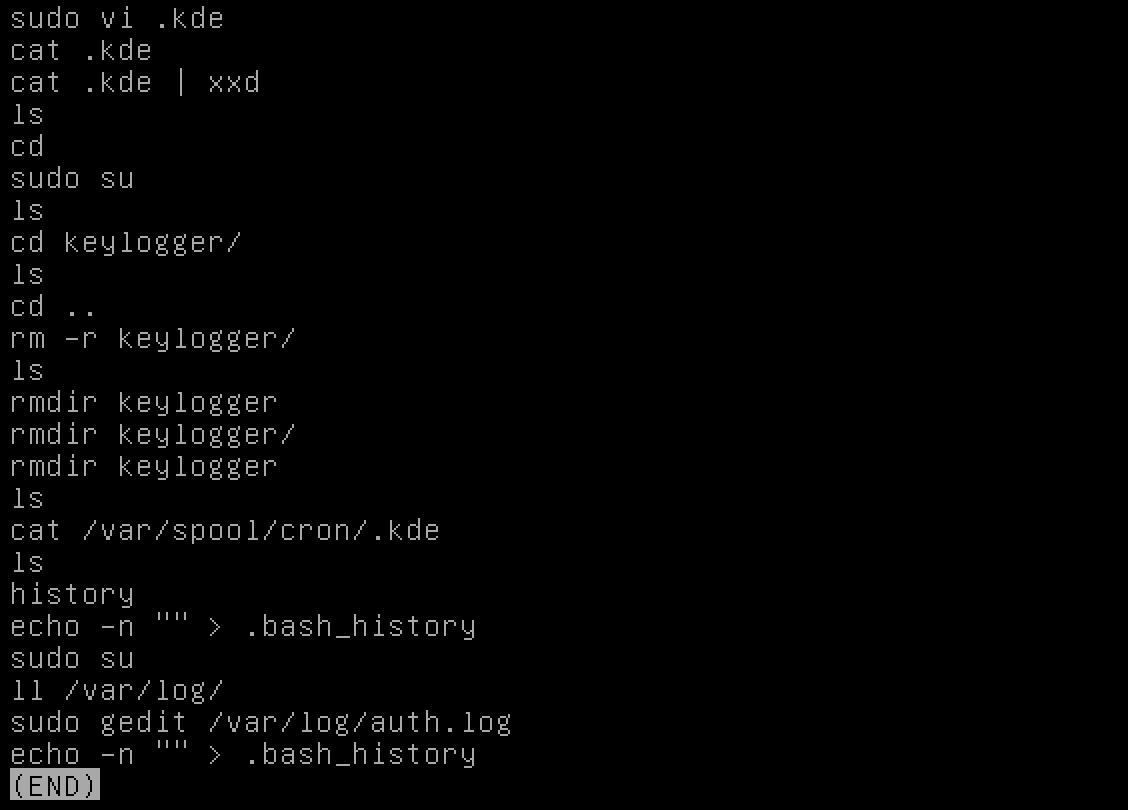 sudo vi .kde
cat .kde
cat .kde | xxd
ls
cd
sudo su
ls
cd keylogger/
ls
cd ..
rm -r keylogger/
ls
rmdir keylogger
rmdir keylogger/
rmdir keylogger
ls
cat /var/spool/cron/.kde
ls
history
echo -n "" > .bash_history
sudo su
ll /var/log/
sudo gedit /var/log/auth.log
echo -n "" > .bash_history
(END)